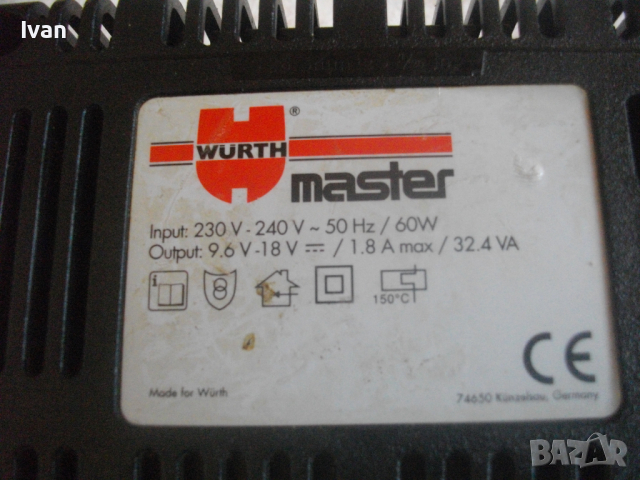 Ivan
WÜRTH®
master
Input: 230 V - 240 V ~ 50 Hz / 60W
Output: 9.6 V -18 V ⎓ / 1.8 A max / 32.4 VA
i
150°C
CE
Made for Würth
74650 Künzelsau, Germany
BAZAR